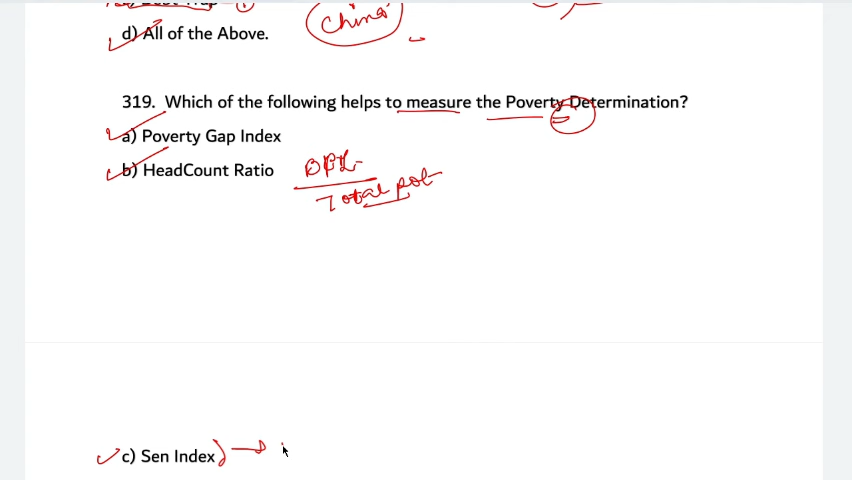 China
d) All of the Above.
319. Which of the following helps to measure the Poverty Determination?
a) Poverty Gap Index
b) HeadCount Ratio
BPL
Total pot
c) Sen Index